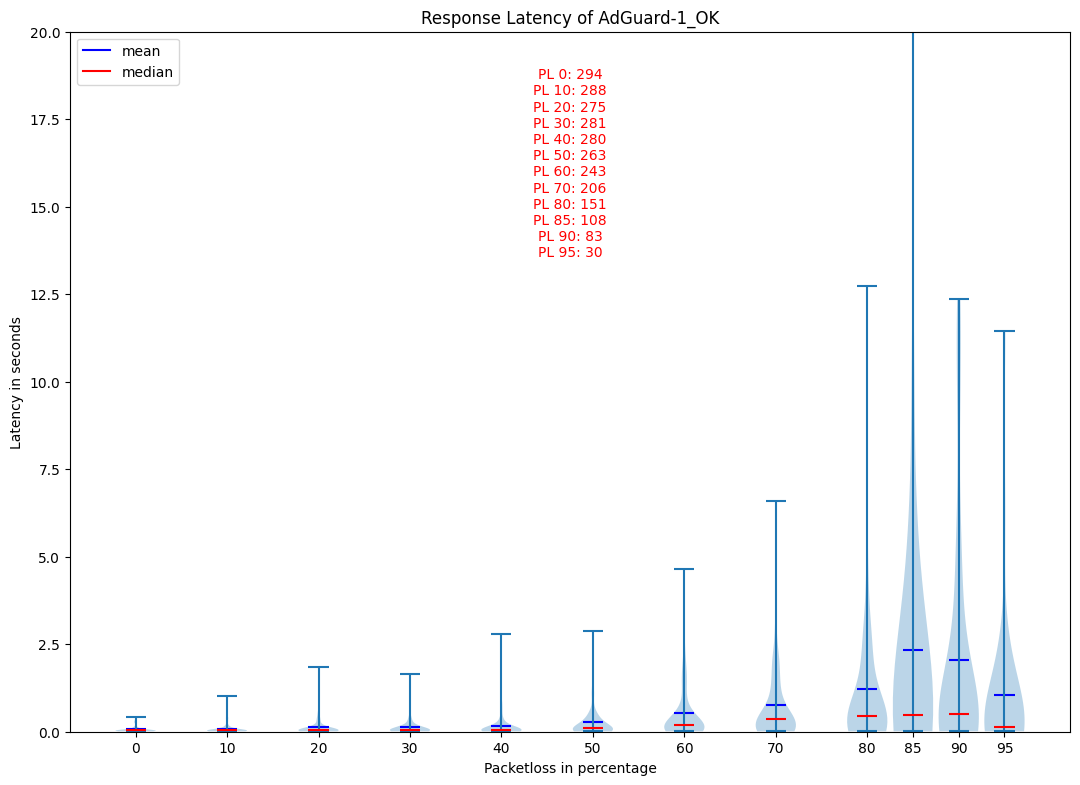 Response Latency of AdGuard-1_OK
mean
median
PL 0: 294
PL 10: 288
PL 20: 275
PL 30: 281
PL 40: 280
PL 50: 263
PL 60: 243
PL 70: 206
PL 80: 151
PL 85: 108
PL 90: 83
PL 95: 30
Latency in seconds
20.0
17.5
15.0
12.5
10.0
7.5
5.0
2.5
0.0
0 10 20 30 40 50 60 70 80 85 90 95
Packetloss in percentage